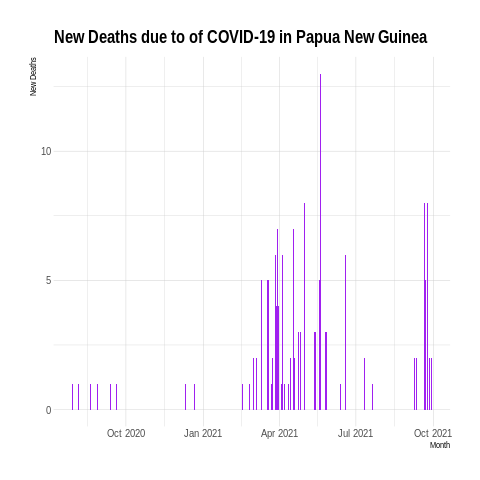 New Deaths due to of COVID-19 in Papua New Guinea
New Deaths
10
5
0
Oct 2020 Jan 2021 Apr 2021 Jul 2021 Oct 2021
Month